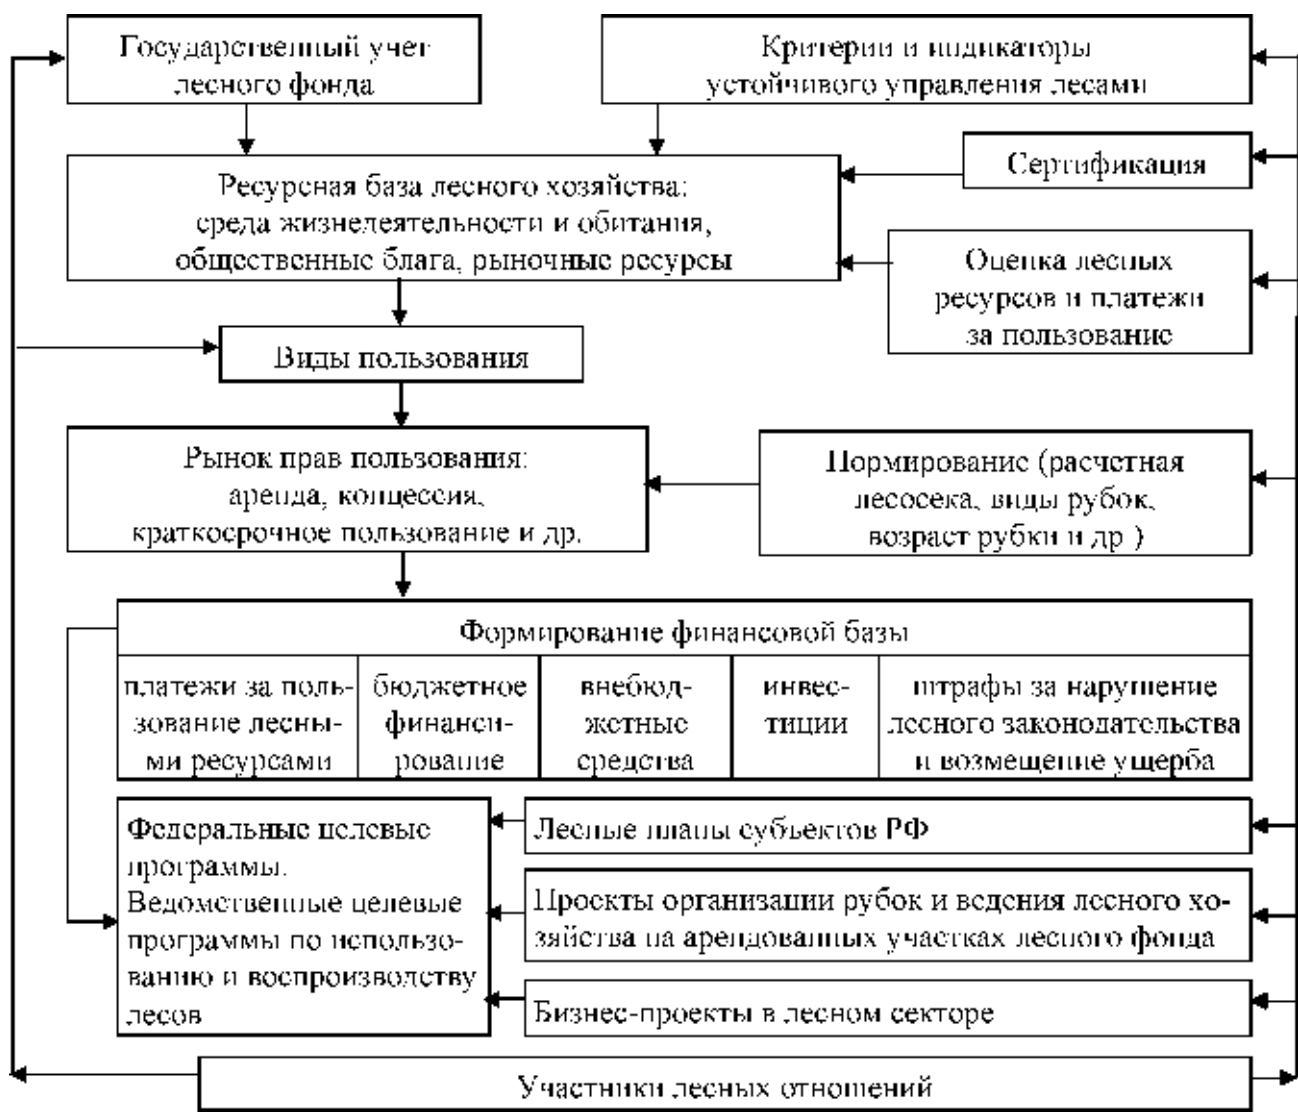 Государственный учет
лесного фонда
Критерии и индикаторы
устойчивого управления лесами
Сертификация
Ресурсная база лесного хозяйства:
среда жизнедеятельности и обитания,
общественные блага, рыночные ресурсы
Оценка лесных
ресурсов и платежи
за пользование
Виды пользования
Рынок прав пользования:
аренда, концессия,
краткосрочное пользование и др.
Нормирование (расчетная
лесосека, виды рубок,
возраст рубки и др )
Формирование финансовой базы
платежи за поль-
зование лесны-
ми ресурсами
бюджетное
финанси-
рование
внебюд-
жетные
средства
инвес-
тиции
штрафы за нарушение
лесного законодательства
и возмещение ущерба
Федеральные целевые
программы.
Ведомственные целевые
программы по использо-
ванию и воспроизводству
лесов
Лесные планы субъектов РФ
Проекты организации рубок и ведения лесного хо-
зяйства на арендованных участках лесного фонда
Бизнес-проекты в лесном секторе
Участники лесных отношений